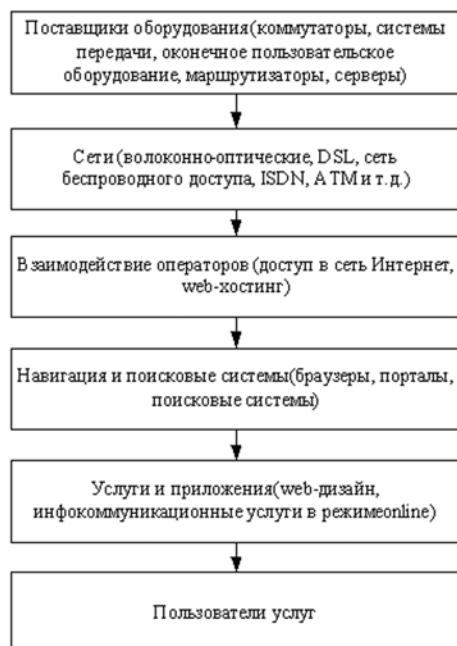 Поставщики оборудования(коммутаторы, системы
передачи, оконечное пользовательское
оборудование, маршрутизаторы, серверы)
Сети (волоконно-оптические, DSL, сеть
беспроводного доступа, ISDN, ATM и т.д.)
Взаимодействие операторов (доступ в сеть Интернет,
web-хостинг)
Навигация и поисковые системы(браузеры, порталы,
поисковые системы)
Услуги и приложения(web-дизайн,
инфокоммуникационные услуги в режимеonline)
Пользователи услуг